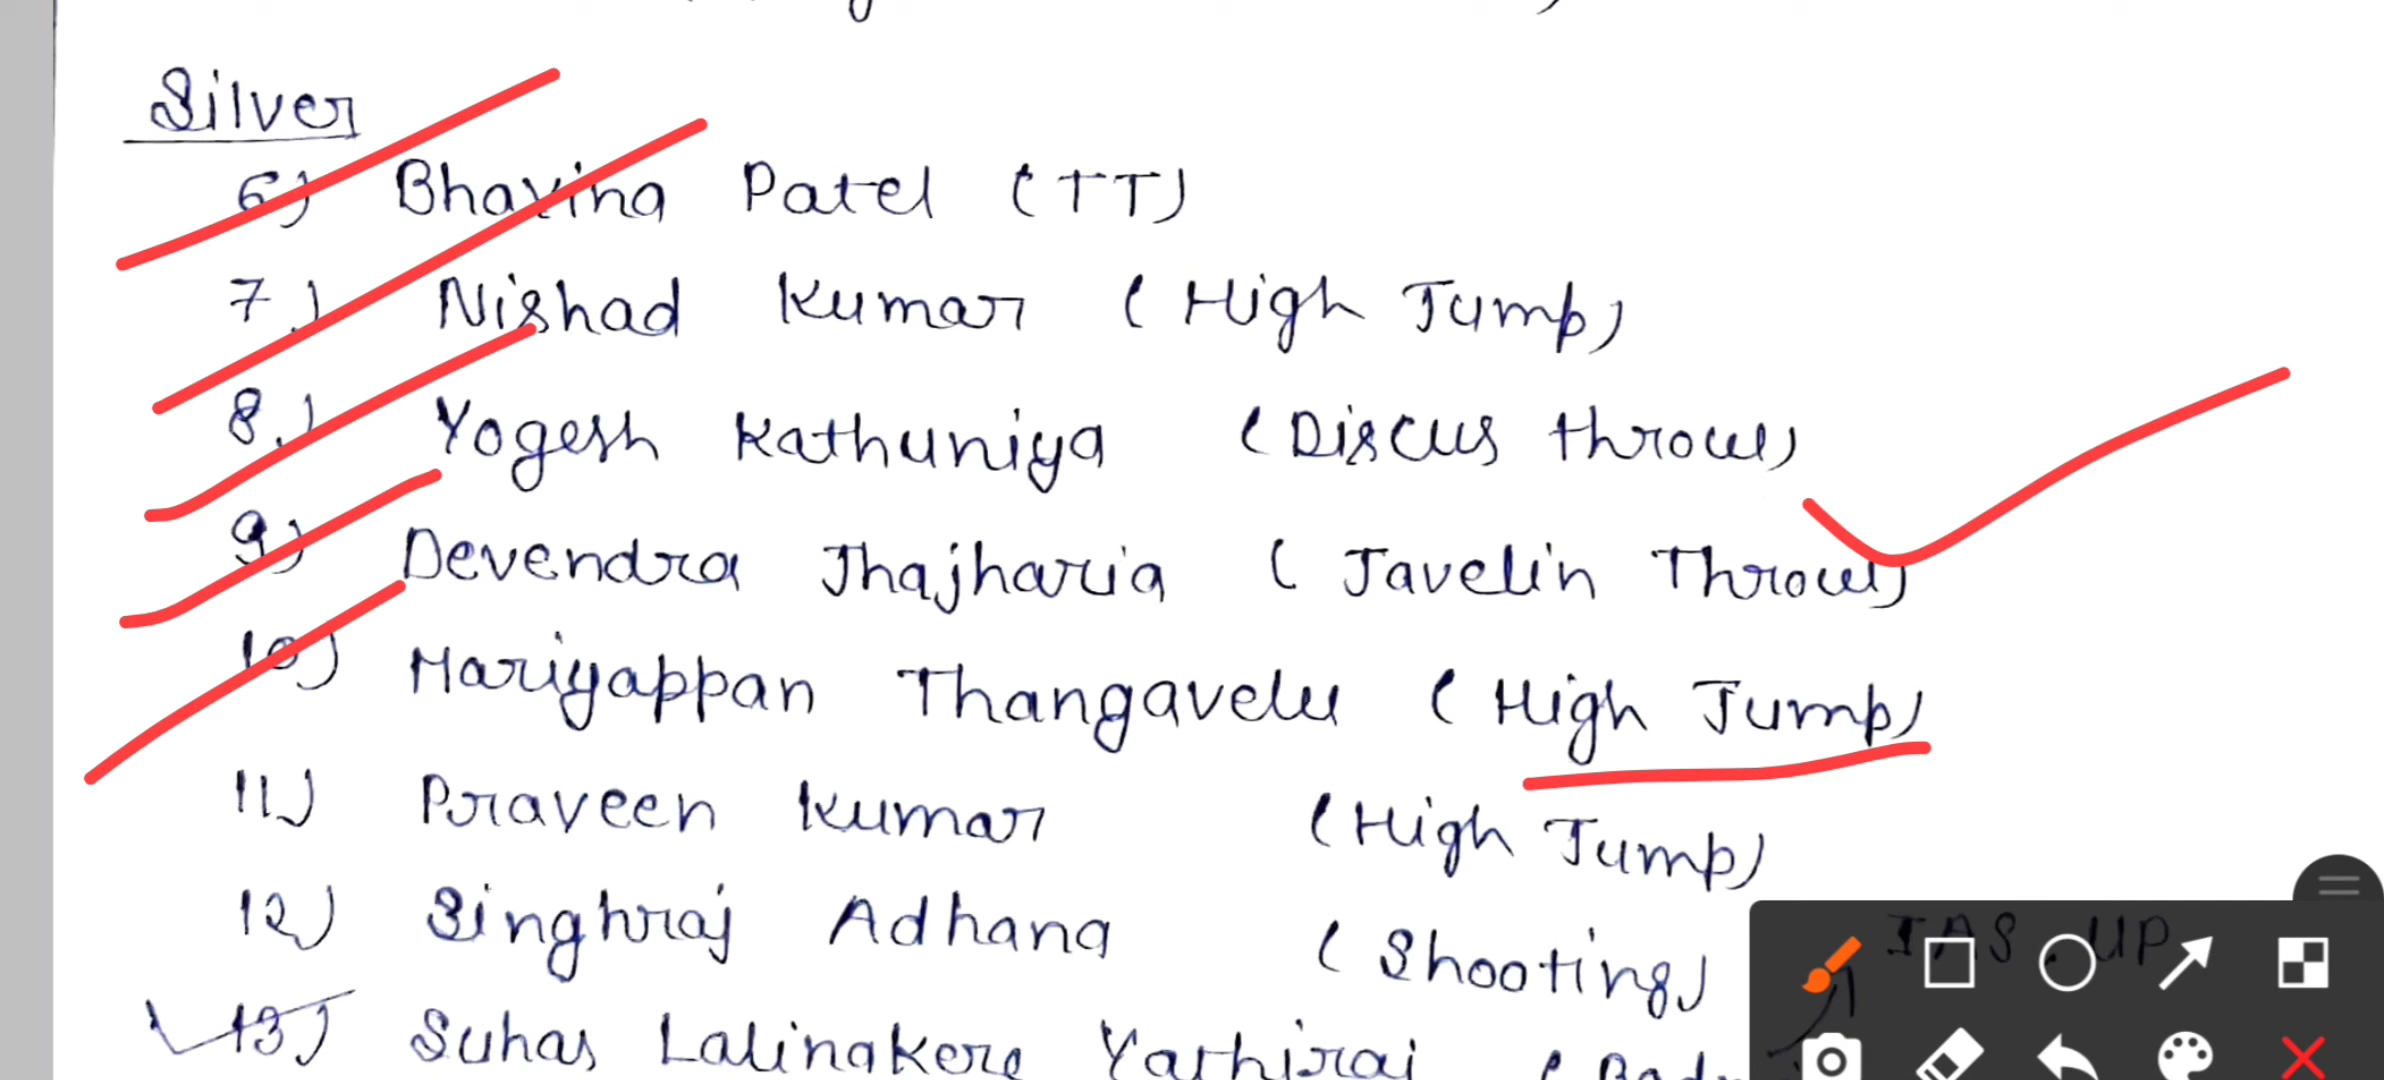 Silver
6) Bhavina Patel (TT)
7.) Nishad Kumar (High Jump)
8.) Yogesh Kathuniya (Discus throw)
9) Devendra Jhajharia (Javelin Throw)
10) Mariyappan Thangavelu (High Jump)
11) Praveen Kumar (High Jump)
12) Singhraj Adhana (Shooting)
IAS UP
13) Suhas Lalinakere Yathiraj